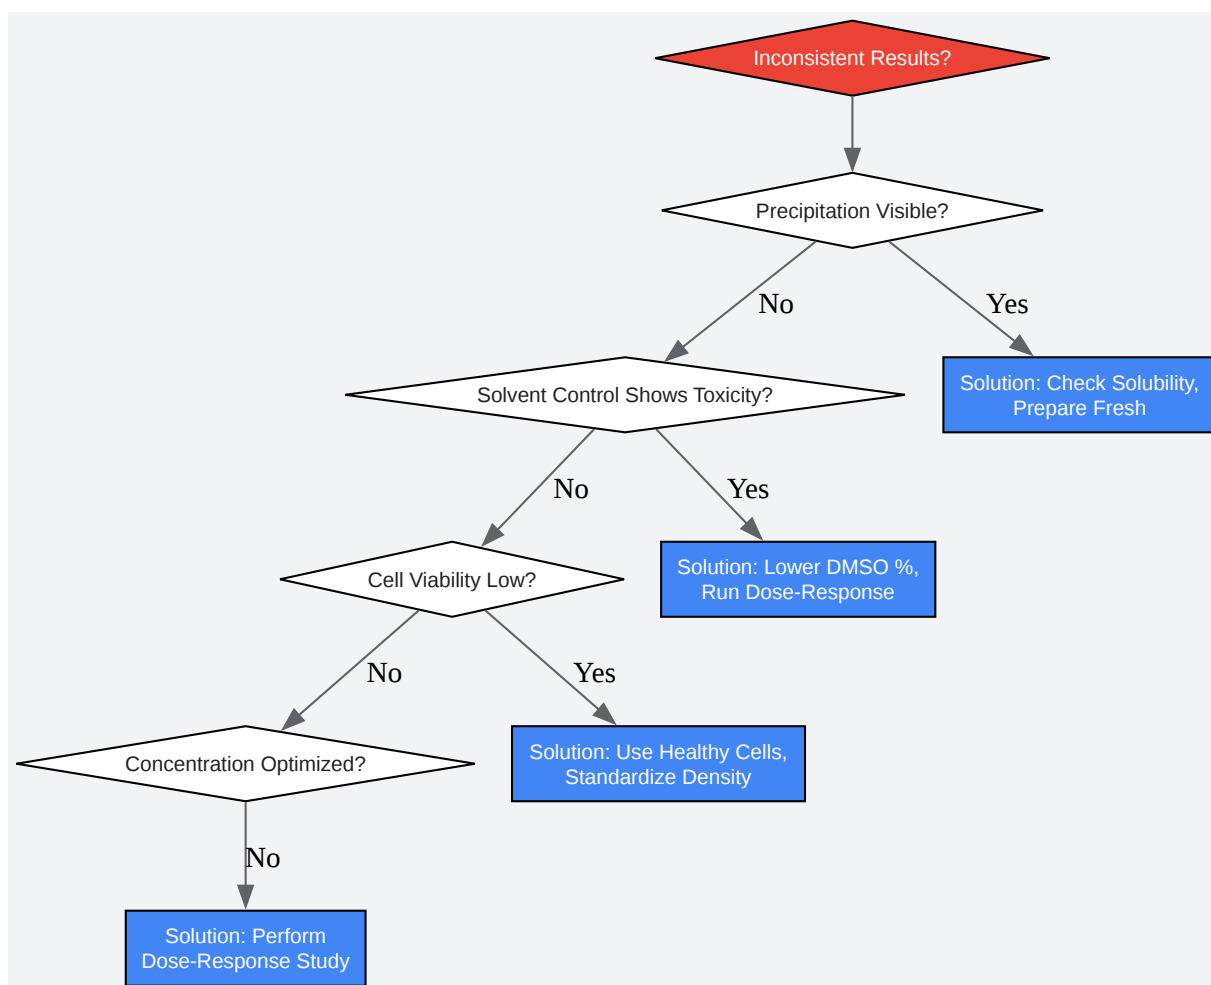 Inconsistent Results?
Precipitation Visible?
No
Yes
Solvent Control Shows Toxicity?
Solution: Check Solubility,
Prepare Fresh
No
Yes
Cell Viability Low?
Solution: Lower DMSO %,
Run Dose-Response
No
Yes
Concentration Optimized?
Solution: Use Healthy Cells,
Standardize Density
No
Solution: Perform
Dose-Response Study